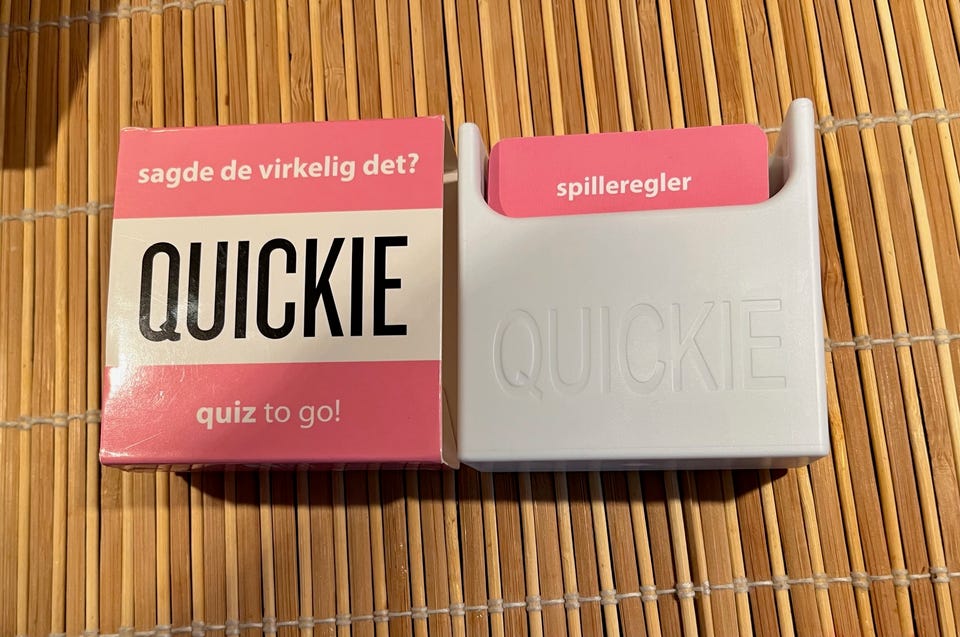 sagde de virkelig det?
QUICKIE
quiz to go!
spilleregler
QUICKIE